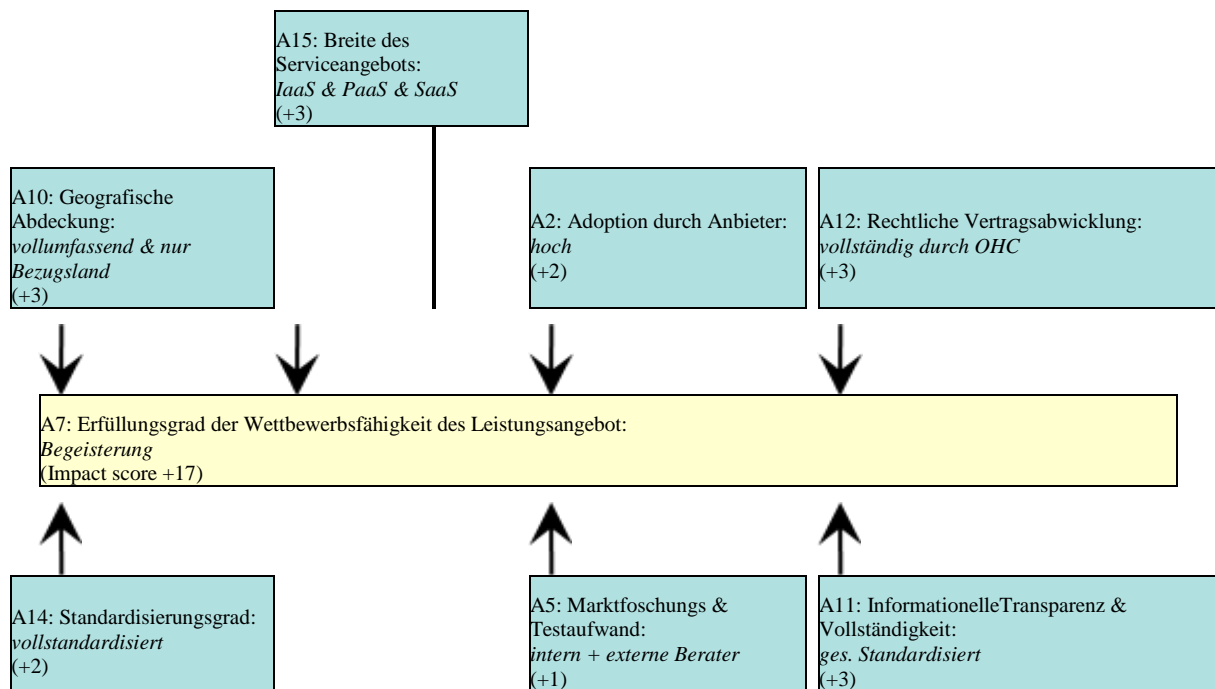 A15: Breite des
Serviceangebots:
IaaS & PaaS & SaaS
(+3)
A10: Geografische
Abdeckung:
vollumfassend & nur
Bezugsland
(+3)
A2: Adoption durch Anbieter:
hoch
(+2)
A12: Rechtliche Vertragsabwicklung:
vollständig durch OHC
(+3)
A7: Erfüllungsgrad der Wettbewerbsfähigkeit des Leistungsangebot:
Begeisterung
(Impact score +17)
A14: Standardisierungsgrad:
vollstandardisiert
(+2)
A5: Marktfoschungs &
Testaufwand:
intern + externe Berater
(+1)
A11: InformationelleTransparenz &
Vollständigkeit:
ges. Standardisiert
(+3)